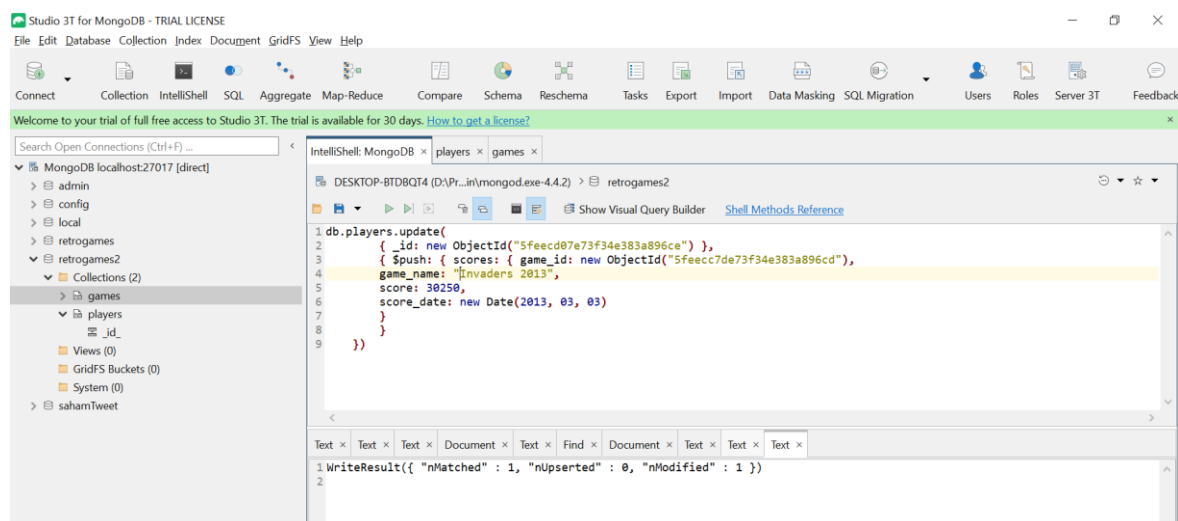 Studio 3T for MongoDB - TRIAL LICENSE
File Edit Database Collection Index Document GridFS View Help
Connect Collection IntelliShell SQL Aggregate Map-Reduce Compare Schema Reschema Tasks Export Import Data Masking SQL Migration Users Roles Server 3T Feedback
Welcome to your trial of full free access to Studio 3T. The trial is available for 30 days. How to get a license?
Search Open Connections (Ctrl+F) ...
MongoDB localhost:27017 [direct]
admin
config
local
retrogames
retrogames2
Collections (2)
games
players
_id_
Views (0)
GridFS Buckets (0)
System (0)
sahamTweet
IntelliShell: MongoDB players games
DESKTOP-BTDBQT4 (D:\Pr...in\mongod.exe-4.4.2) > retrogames2
Show Visual Query Builder Shell Methods Reference
1 db.players.update(
2 { _id: new ObjectId("5feecd07e73f34e383a896ce") },
3 { $push: { scores: { game_id: new ObjectId("5feecc7de73f34e383a896cd"),
4 game_name: "Invaders 2013",
5 score: 30250,
6 score_date: new Date(2013, 03, 03)
7 }
8 }
9 })
Text Text Text Document Text Find Document Text Text Text
1 WriteResult({ "nMatched" : 1, "nUpserted" : 0, "nModified" : 1 })
2